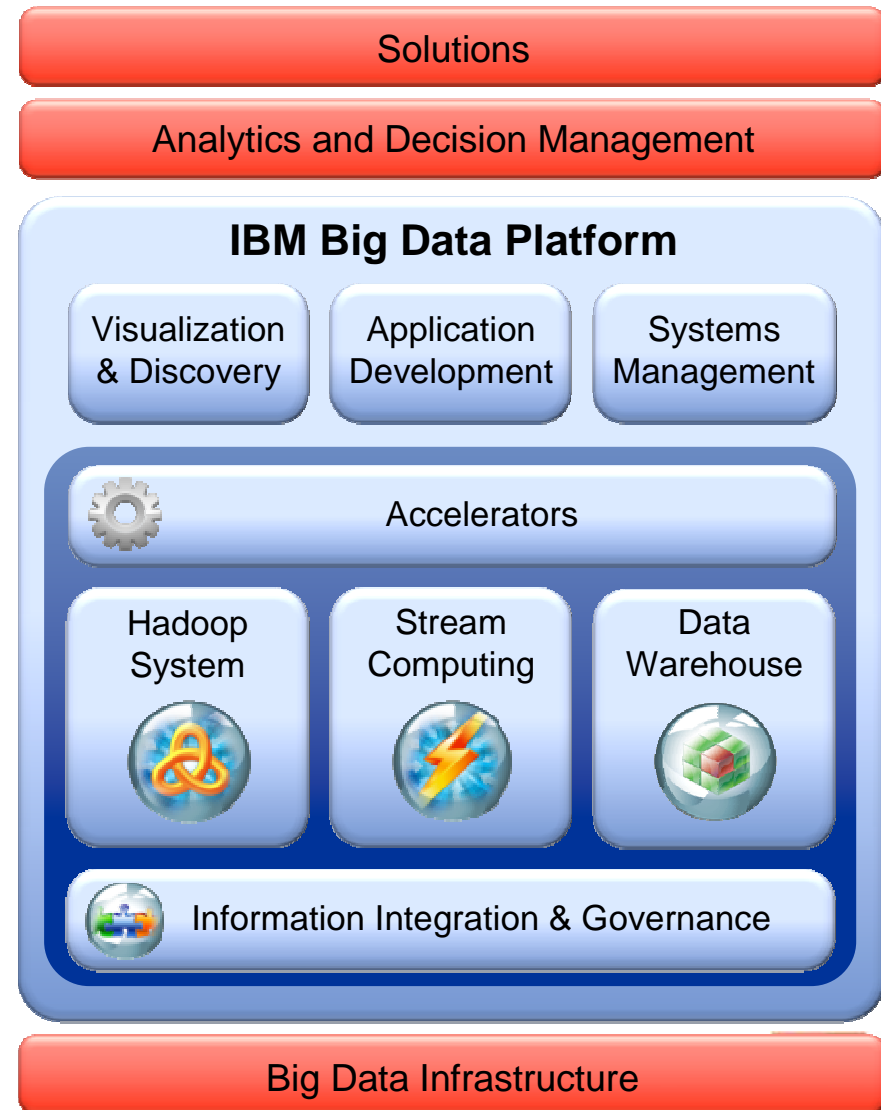 Solutions
Analytics and Decision Management
IBM Big Data Platform
Visualization
& Discovery
Application
Development
Systems
Management
Accelerators
Hadoop
System
Stream
Computing
Data
Warehouse
Information Integration & Governance
Big Data Infrastructure